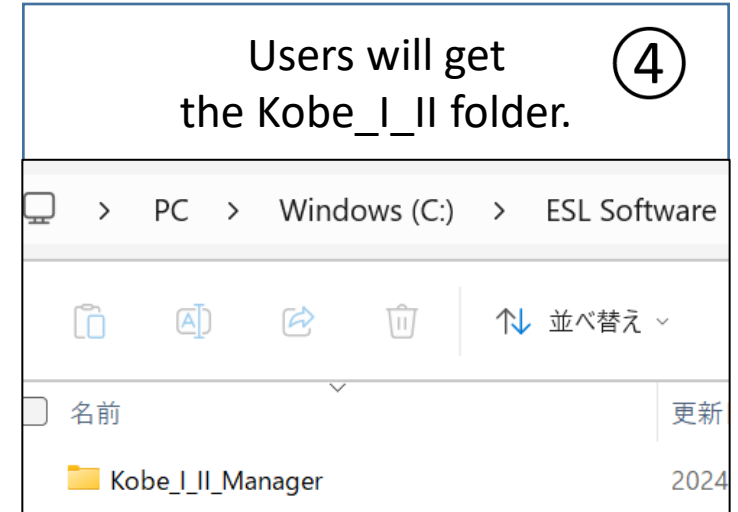 Users will get
the Kobe_I_II folder.
④
PC > Windows (C:) > ESL Software
並べ替え
名前
更新
Kobe_I_II_Manager
2024